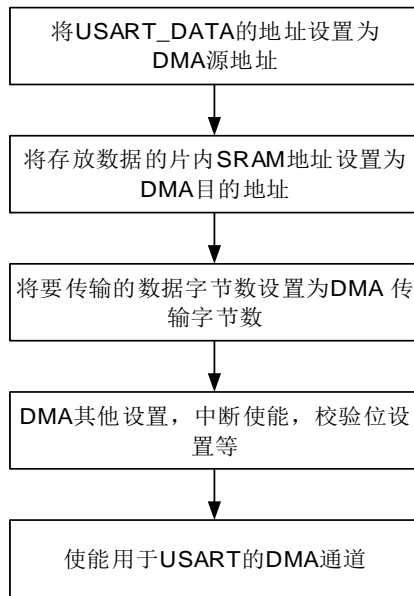 将USART_DATA的地址设置为
DMA源地址
将存放数据的片内SRAM地址设置为
DMA目的地址
将要传输的数据字节数设置为DMA 传
输字节数
DMA其他设置，中断使能，校验位设
置等
使能用于USART的DMA通道